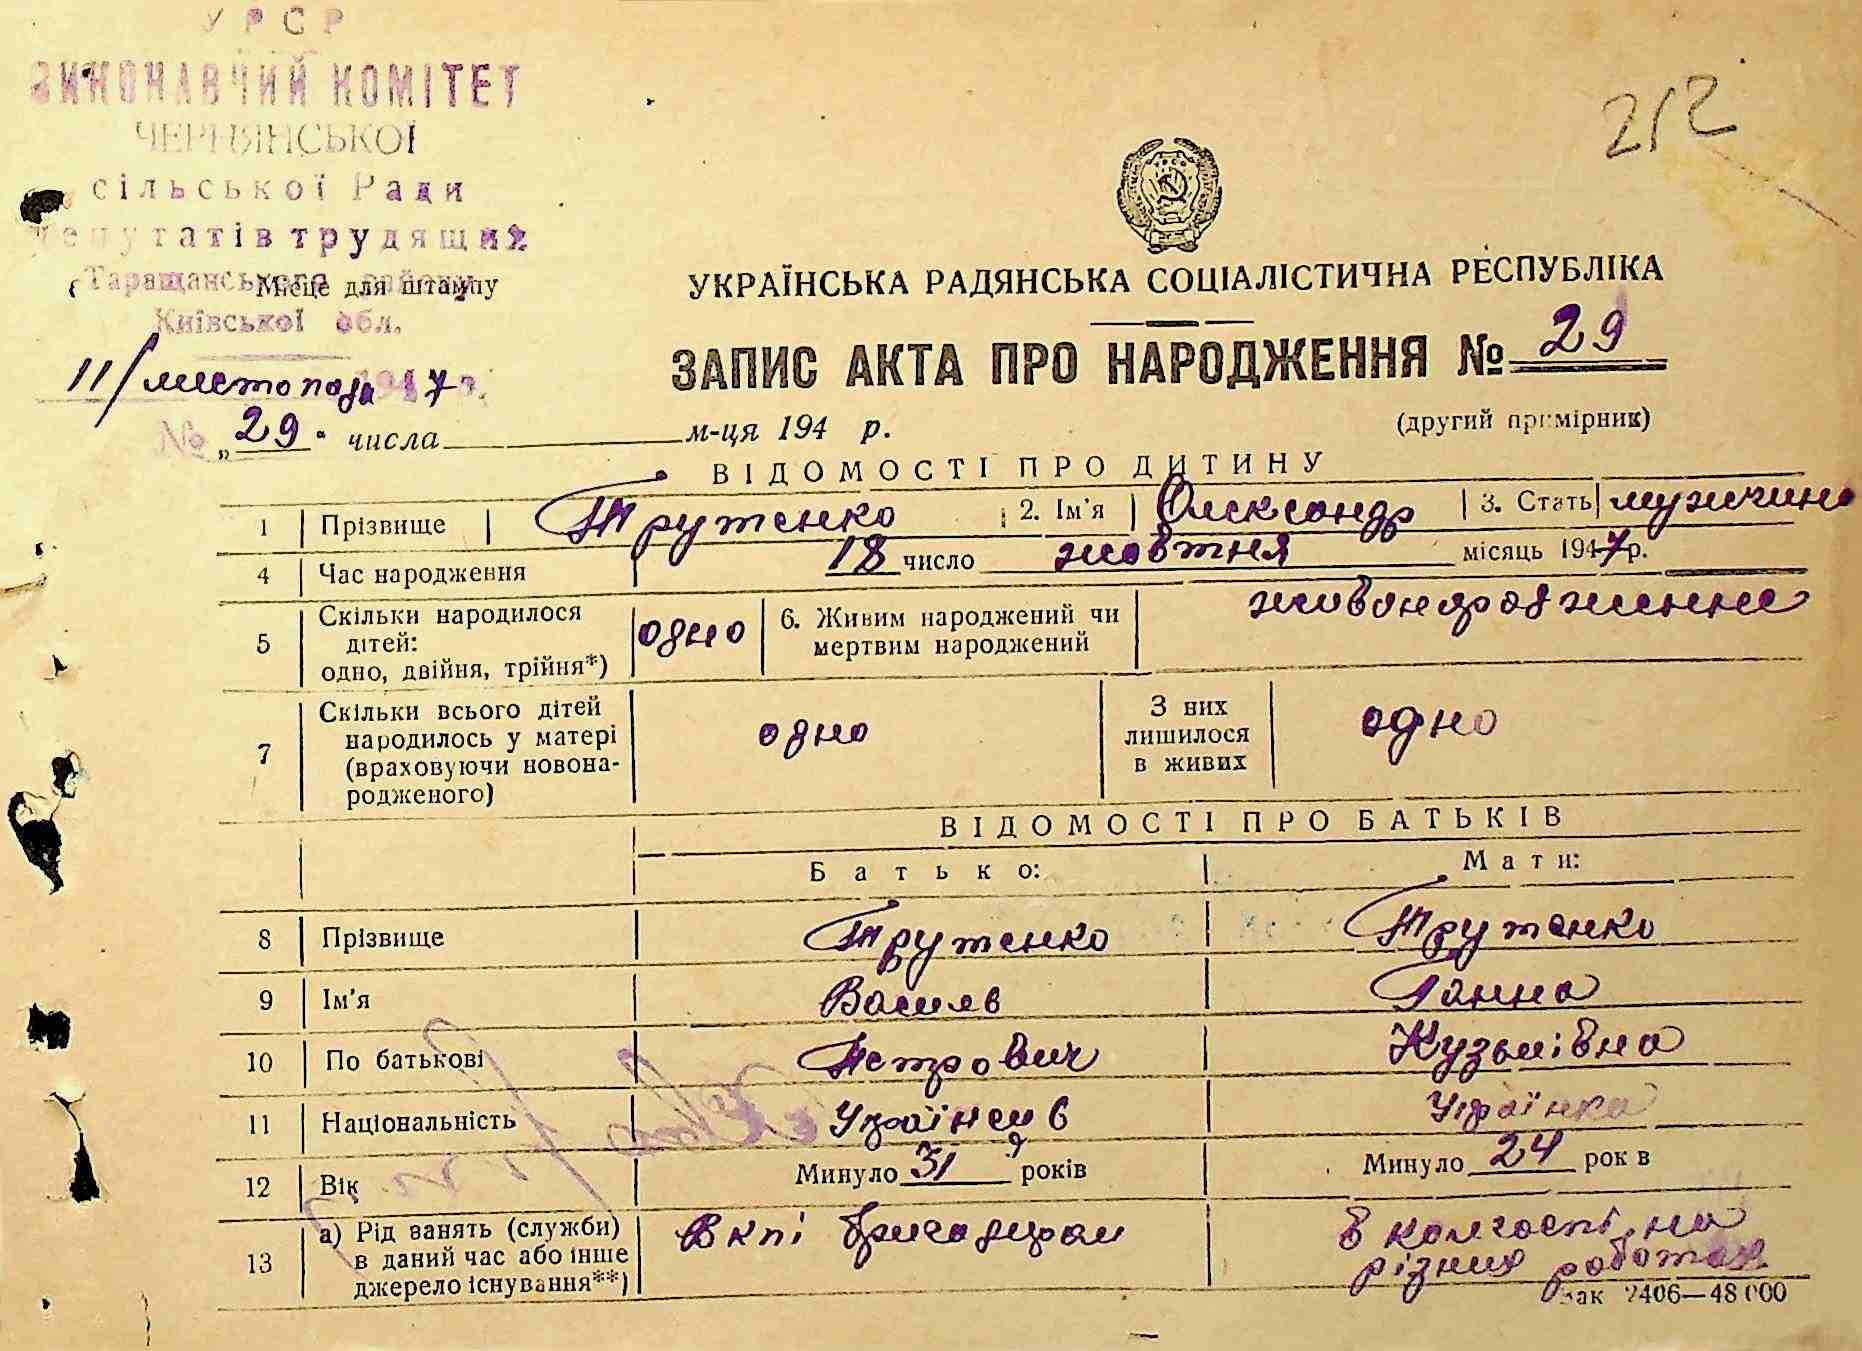 УРСР
ВИКОНАВЧИЙ КОМІТЕТ
ЧЕРНЯНСЬКОЇ
сільської Ради
депутатів трудящих
Таращанського району
Місце для штампу
Київської обл.
212
УКРАЇНСЬКА РАДЯНСЬКА СОЦІАЛІСТИЧНА РЕСПУБЛІКА
ЗАПИС АКТА ПРО НАРОДЖЕННЯ № 29
11/листопада 1947 р.
№ „29" числа м-ця 194 р.
(другий примірник)
ВІДОМОСТІ ПРО ДИТИНУ
1 Прізвище Трутенко 2. Ім'я Олександр 3. Стать мужчина
4 Час народження 18 число жовтня місяць 1947 р.
5 Скільки народилося дітей: одно, двійня, трійня*) одно 6. Живим народжений чи мертвим народжений
7 Скільки всього дітей народилось у матері (враховуючи новонародженого) одно З них лишилося в живих одно
ВІДОМОСТІ ПРО БАТЬКІВ
Батько: Мати:
8 Прізвище Трутенко Трутенко
9 Ім'я Василь Ганна
10 По батькові Петрович Кузьмівна
11 Національність Українець Українка
12 Вік Минуло 31 років Минуло 24 рок в
13 а) Рід занять (служби) в даний час або інше джерело існування**) В кпі бригадиром в колгості, на
різних роботах
Зак 2406—48 000